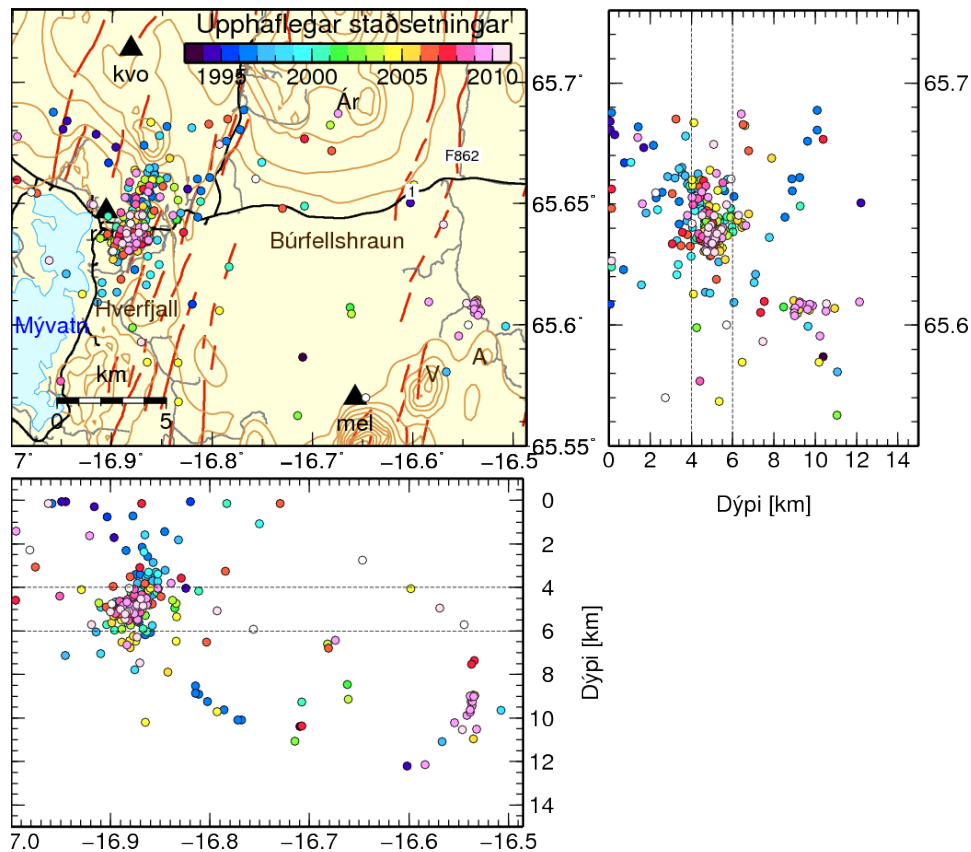 Upphaflegar staðsetningar
1995 2000 2005 2010
kvo
Ár
F862
1
r
Búrfellshraun
Hverfjall
Mývatn
A
V
km
0 5
mel
65.7˚
65.65˚
65.6˚
65.55˚
7˚ −16.9˚ −16.8˚ −16.7˚ −16.6˚ −16.5˚
65.7
65.6
0 2 4 6 8 10 12 14
Dýpi [km]
0
2
4
6
8
10
12
14
Dýpi [km]
7.0 −16.9 −16.8 −16.7 −16.6 −16.5